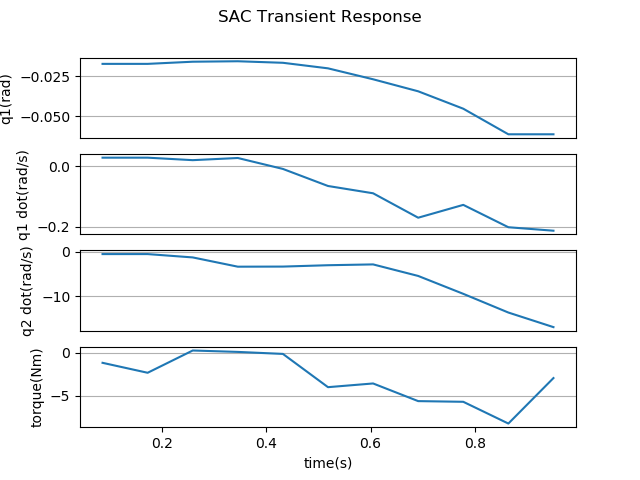 SAC Transient Response
q1(rad)
−0.025
−0.050
q1 dot(rad/s)
0.0
−0.2
q2 dot(rad/s)
0
−10
torque(Nm)
0
−5
0.2 0.4 0.6 0.8
time(s)